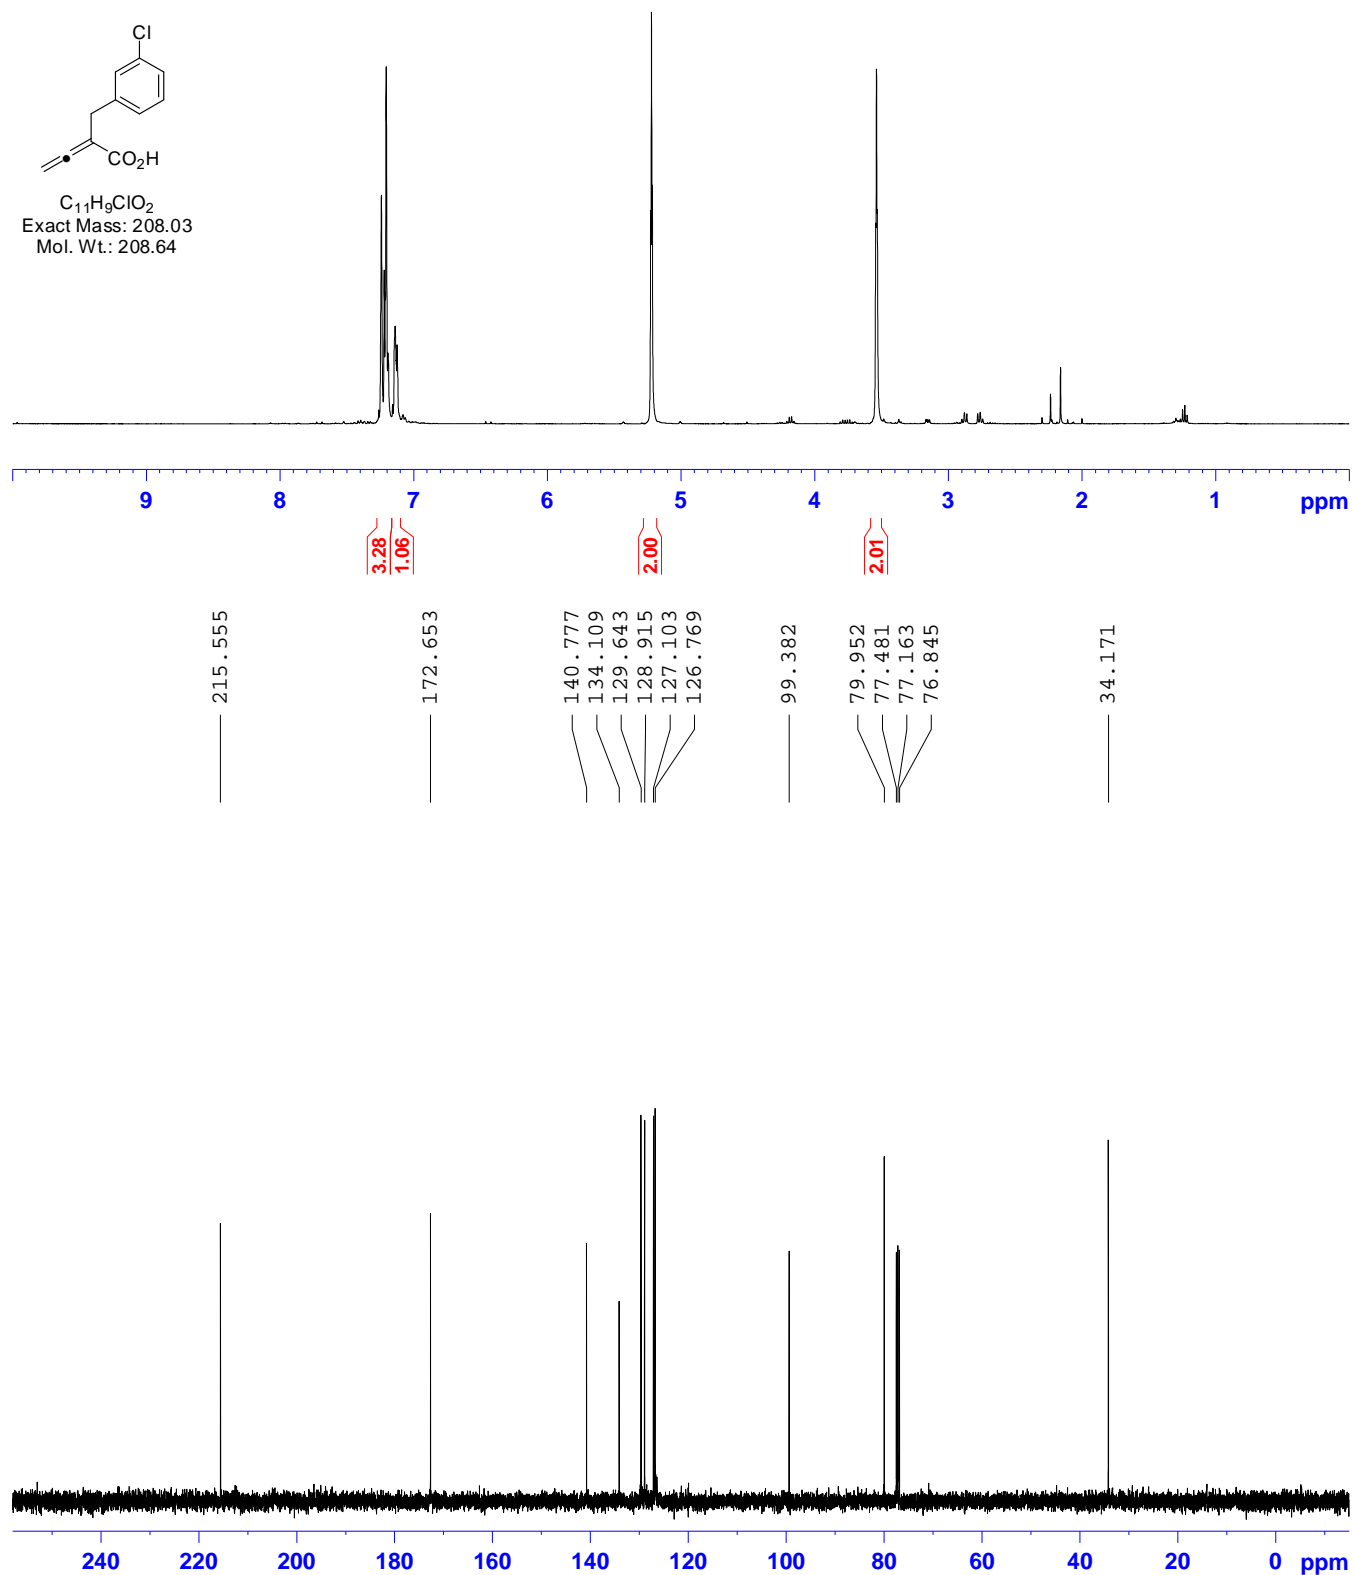 Cl
CO2H
C11H9ClO2
Exact Mass: 208.03
Mol. Wt.: 208.64
9 8 7 6 5 4 3 2 1 ppm
3.28 1.06 2.00 2.01
215.555
172.653
140.777
134.109
129.643
128.915
127.103
126.769
99.382
79.952
77.481
77.163
76.845
34.171
240 220 200 180 160 140 120 100 80 60 40 20 0 ppm